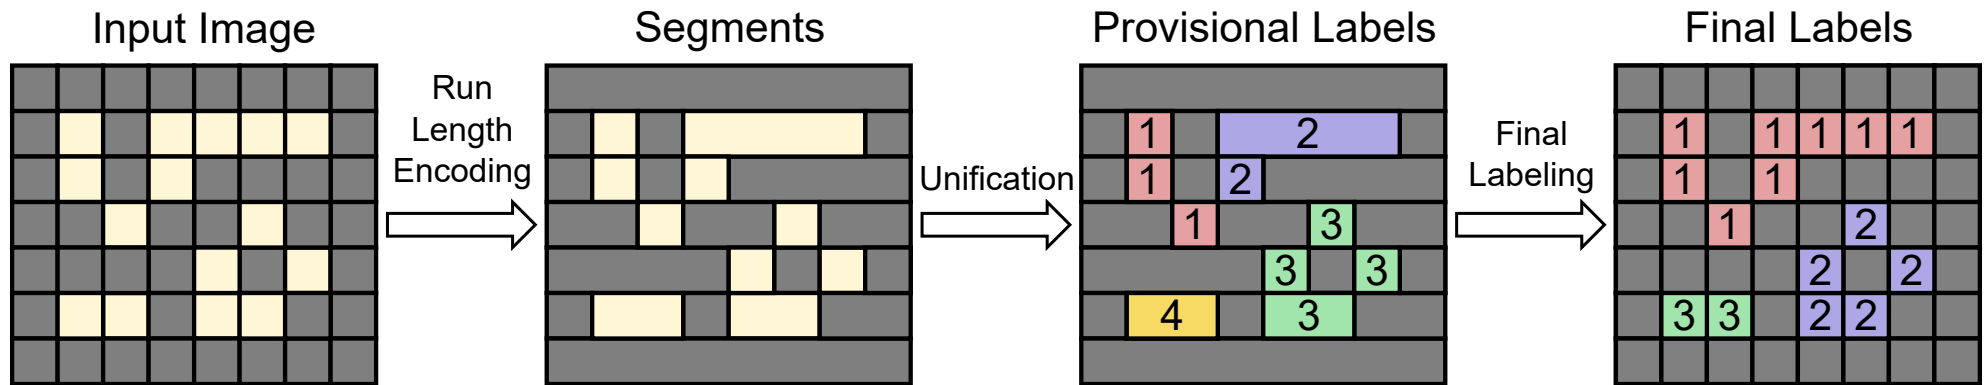 Input Image
Segments
Provisional Labels
Final Labels
Run
Length
Encoding
Unification
Final
Labeling
1 2
1 2
1 3
3 3
4 3
1 1 1 1 1
1 1
1 2
2 2
3 3 2 2